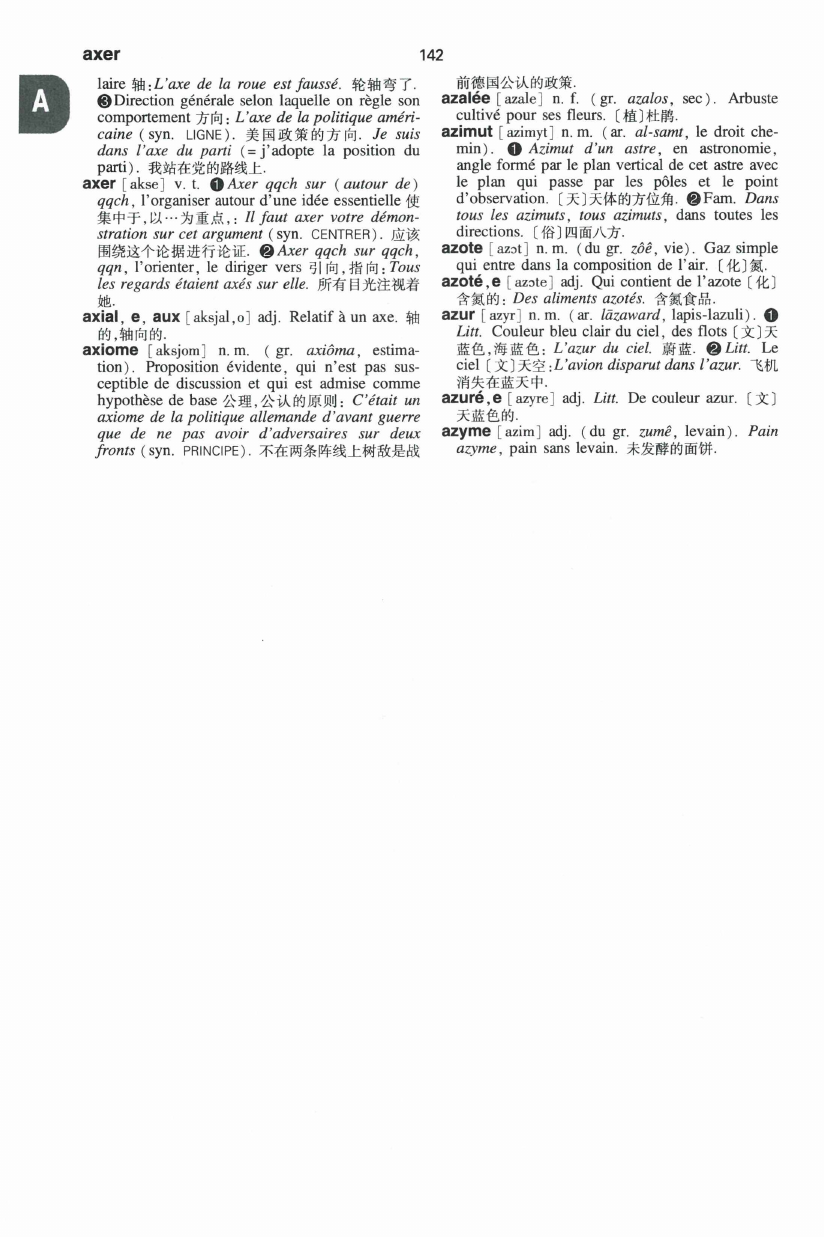 axer
142
A
laire 轴:L'axe de la roue est faussé. 轮轴弯了.
❸Direction générale selon laquelle on règle son
comportement 方向: L'axe de la politique améri-
caine (syn. LIGNE). 美国政策的方向. Je suis
dans l'axe du parti (= j'adopte la position du
parti). 我站在党的路线上.
axer [akse] v. t. ❶Axer qqch sur (autour de)
qqch, l'organiser autour d'une idée essentielle 使
集中于,以…为重点,: Il faut axer votre démon-
stration sur cet argument (syn. CENTRER). 应该
围绕这个论据进行论证. ❷Axer qqch sur qqch,
qqn, l'orienter, le diriger vers 引向,指向:Tous
les regards étaient axés sur elle. 所有目光注视着
她.
axial, e, aux [aksjal,o] adj. Relatif à un axe. 轴
的,轴向的.
axiome [aksjom] n. m. ( gr. axiôma, estima-
tion). Proposition évidente, qui n'est pas sus-
ceptible de discussion et qui est admise comme
hypothèse de base 公理,公认的原则: C'était un
axiome de la politique allemande d'avant guerre
que de ne pas avoir d'adversaires sur deux
fronts (syn. PRINCIPE). 不在两条阵线上树敌是战
前德国公认的政策.
azalée [azale] n. f. (gr. azalos, sec). Arbuste
cultivé pour ses fleurs. 〔植〕杜鹃.
azimut [azimyt] n. m. (ar. al-samt, le droit che-
min). ❶ Azimut d'un astre, en astronomie,
angle formé par le plan vertical de cet astre avec
le plan qui passe par les pôles et le point
d'observation. 〔天〕天体的方位角. ❷Fam. Dans
tous les azimuts, tous azimuts, dans toutes les
directions. 〔俗〕四面八方.
azote [azɔt] n. m. (du gr. zôê, vie). Gaz simple
qui entre dans la composition de l'air. 〔化〕氮.
azoté,e [azɔte] adj. Qui contient de l'azote〔化〕
含氮的: Des aliments azotés. 含氮食品.
azur [azyr] n. m. (ar. lāzaward, lapis-lazuli). ❶
Litt. Couleur bleu clair du ciel, des flots〔文〕天
蓝色,海蓝色: L'azur du ciel. 蔚蓝. ❷Litt. Le
ciel〔文〕天空:L'avion disparut dans l'azur. 飞机
消失在蓝天中.
azuré,e [azyre] adj. Litt. De couleur azur. 〔文〕
天蓝色的.
azyme [azim] adj. (du gr. zumê, levain). Pain
azyme, pain sans levain. 未发酵的面饼.